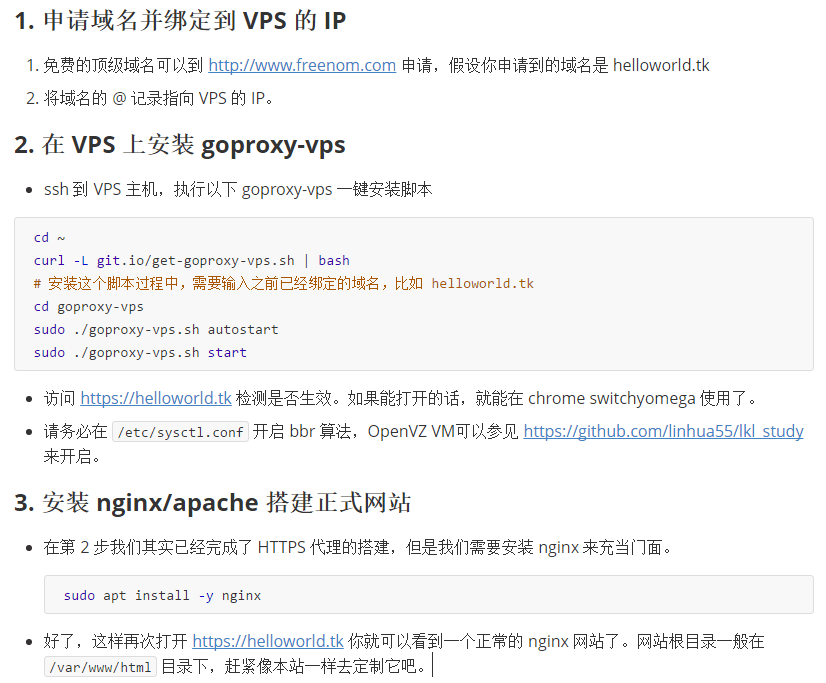 1. 申请域名并绑定到 VPS 的 IP
1. 免费的顶级域名可以到 http://www.freenom.com 申请，假设你申请到的域名是 helloworld.tk
2. 将域名的 @ 记录指向 VPS 的 IP。
2. 在 VPS 上安装 goproxy-vps
• ssh 到 VPS 主机，执行以下 goproxy-vps 一键安装脚本
cd ~
curl -L git.io/get-goproxy-vps.sh | bash
# 安装这个脚本过程中，需要输入之前已经绑定的域名，比如 helloworld.tk
cd goproxy-vps
sudo ./goproxy-vps.sh autostart
sudo ./goproxy-vps.sh start
• 访问 https://helloworld.tk 检测是否生效。如果能打开的话，就能在 chrome switchyomega 使用了。
• 请务必在 /etc/sysctl.conf 开启 bbr 算法，OpenVZ VM可以参见 https://github.com/linhua55/lkl_study
来开启。
3. 安装 nginx/apache 搭建正式网站
• 在第 2 步我们其实已经完成了 HTTPS 代理的搭建，但是我们需要安装 nginx 来充当门面。
sudo apt install -y nginx
• 好了，这样再次打开 https://helloworld.tk 你就可以看到一个正常的 nginx 网站了。网站根目录一般在
/var/www/html 目录下，赶紧像本站一样去定制它吧。